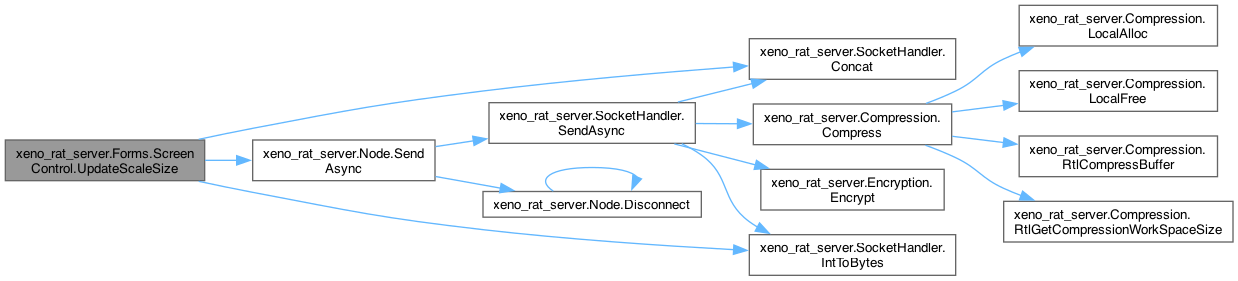 xeno_rat_server.Forms.Screen
Control.UpdateScaleSize
xeno_rat_server.Node.Send
Async
xeno_rat_server.SocketHandler.
SendAsync
xeno_rat_server.Node.Disconnect
xeno_rat_server.SocketHandler.
Concat
xeno_rat_server.Compression.
Compress
xeno_rat_server.Encryption.
Encrypt
xeno_rat_server.SocketHandler.
IntToBytes
xeno_rat_server.Compression.
LocalAlloc
xeno_rat_server.Compression.
LocalFree
xeno_rat_server.Compression.
RtlCompressBuffer
xeno_rat_server.Compression.
RtlGetCompressionWorkSpaceSize